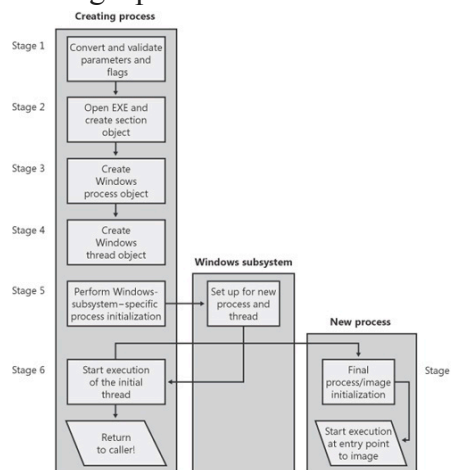 Creating process
Stage 1
Convert and validate
parameters and
flags
Stage 2
Open EXE and
create section
object
Stage 3
Create
Windows
process object
Stage 4
Create
Windows
thread object
Windows subsystem
Stage 5
Perform Windows-
subsystem–specific
process initialization
Set up for new
process and
thread
New process
Stage 6
Start execution
of the initial
thread
Final
process/image
initialization
Stage
Return
to caller!
Start execution
at entry point
to image